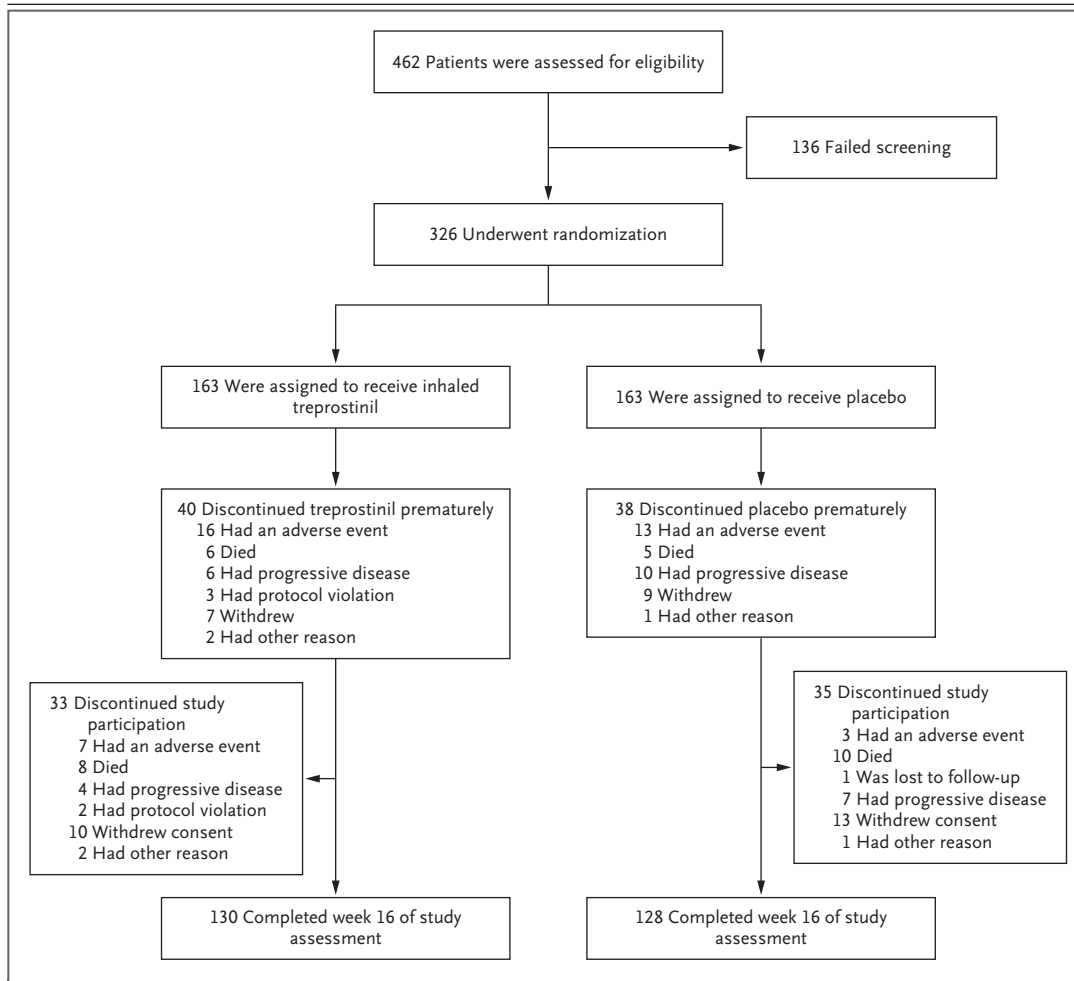 462 Patients were assessed for eligibility
136 Failed screening
326 Underwent randomization
163 Were assigned to receive inhaled
treprostinil
163 Were assigned to receive placebo
40 Discontinued treprostinil prematurely
16 Had an adverse event
6 Died
6 Had progressive disease
3 Had protocol violation
7 Withdrew
2 Had other reason
38 Discontinued placebo prematurely
13 Had an adverse event
5 Died
10 Had progressive disease
9 Withdrew
1 Had other reason
33 Discontinued study
participation
7 Had an adverse event
8 Died
4 Had progressive disease
2 Had protocol violation
10 Withdrew consent
2 Had other reason
35 Discontinued study
participation
3 Had an adverse event
10 Died
1 Was lost to follow-up
7 Had progressive disease
13 Withdrew consent
1 Had other reason
130 Completed week 16 of study
assessment
128 Completed week 16 of study
assessment